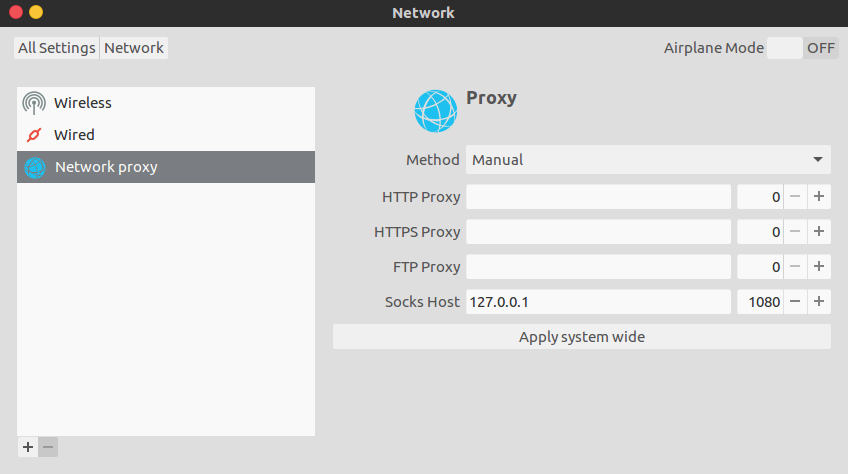 Network
All Settings Network
Airplane Mode OFF
Wireless
Wired
Network proxy
Proxy
Method Manual
HTTP Proxy 0 − +
HTTPS Proxy 0 − +
FTP Proxy 0 − +
Socks Host 127.0.0.1 1080 − +
Apply system wide
+ −